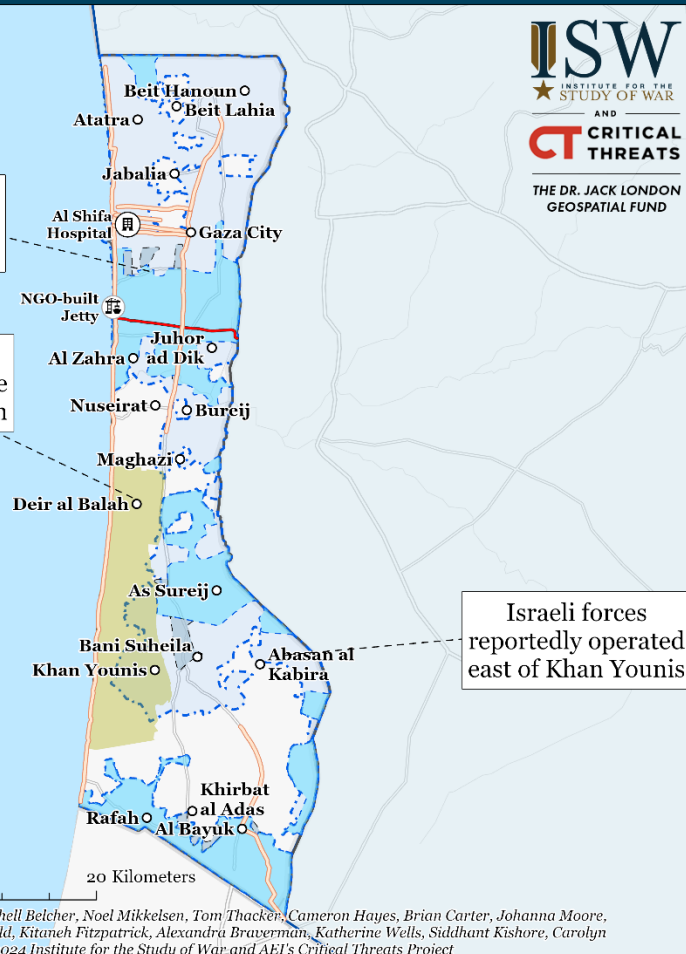 ISW
INSTITUTE FOR THE
STUDY OF WAR
AND
CT CRITICAL
THREATS
THE DR. JACK LONDON
GEOSPATIAL FUND
Beit Hanoun
Beit Lahia
Atatra
Jabalia
Al Shifa
Hospital
Gaza City
NGO-built
Jetty
Juhor
ad Dik
Al Zahra
Nuseirat
Bureij
Maghazi
Deir al Balah
As Sureij
Israeli forces
reportedly operated
east of Khan Younis
Bani Suheila
Abasan al
Kabira
Khan Younis
Khirbat
al Adas
Rafah
Al Bayuk
20 Kilometers
hell Belcher, Noel Mikkelsen, Tom Thacker, Cameron Hayes, Brian Carter, Johanna Moore,
ld, Kitaneh Fitzpatrick, Alexandra Braverman, Katherine Wells, Siddhant Kishore, Carolyn
2024 Institute for the Study of War and AEI's Critical Threats Project